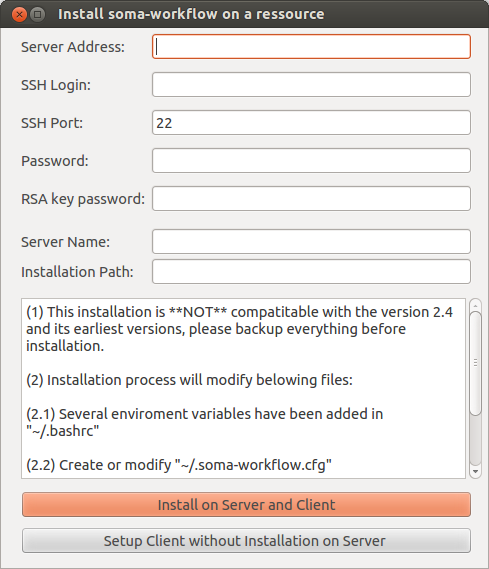 Install soma-workflow on a ressource
Server Address:
SSH Login:
SSH Port: 22
Password:
RSA key password:
Server Name:
Installation Path:
(1) This installation is **NOT** compatitable with the version 2.4
and its earliest versions, please backup everything before
installation.
(2) Installation process will modify belowing files:
(2.1) Several enviroment variables have been added in
"~/.bashrc"
(2.2) Create or modify "~/.soma-workflow.cfg"
Install on Server and Client
Setup Client without Installation on Server